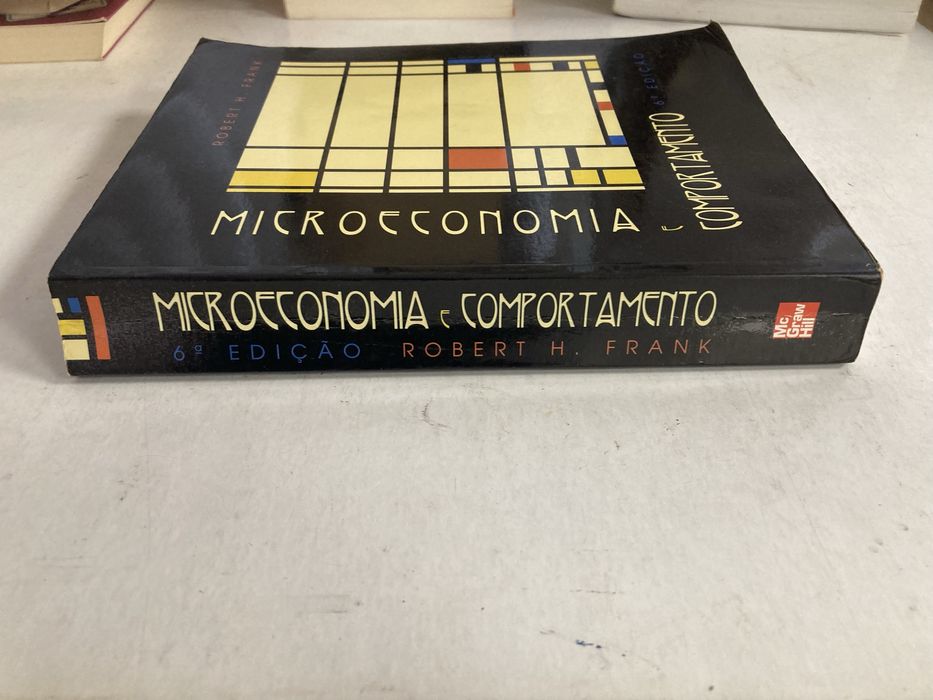 ROBERT H. FRANK
MICROECONOMIA
E
COMPORTAMENTO 6ª EDIÇÃO
MICROECONOMIA E COMPORTAMENTO
6ª EDIÇÃO ROBERT H. FRANK
Mc
Graw
Hill